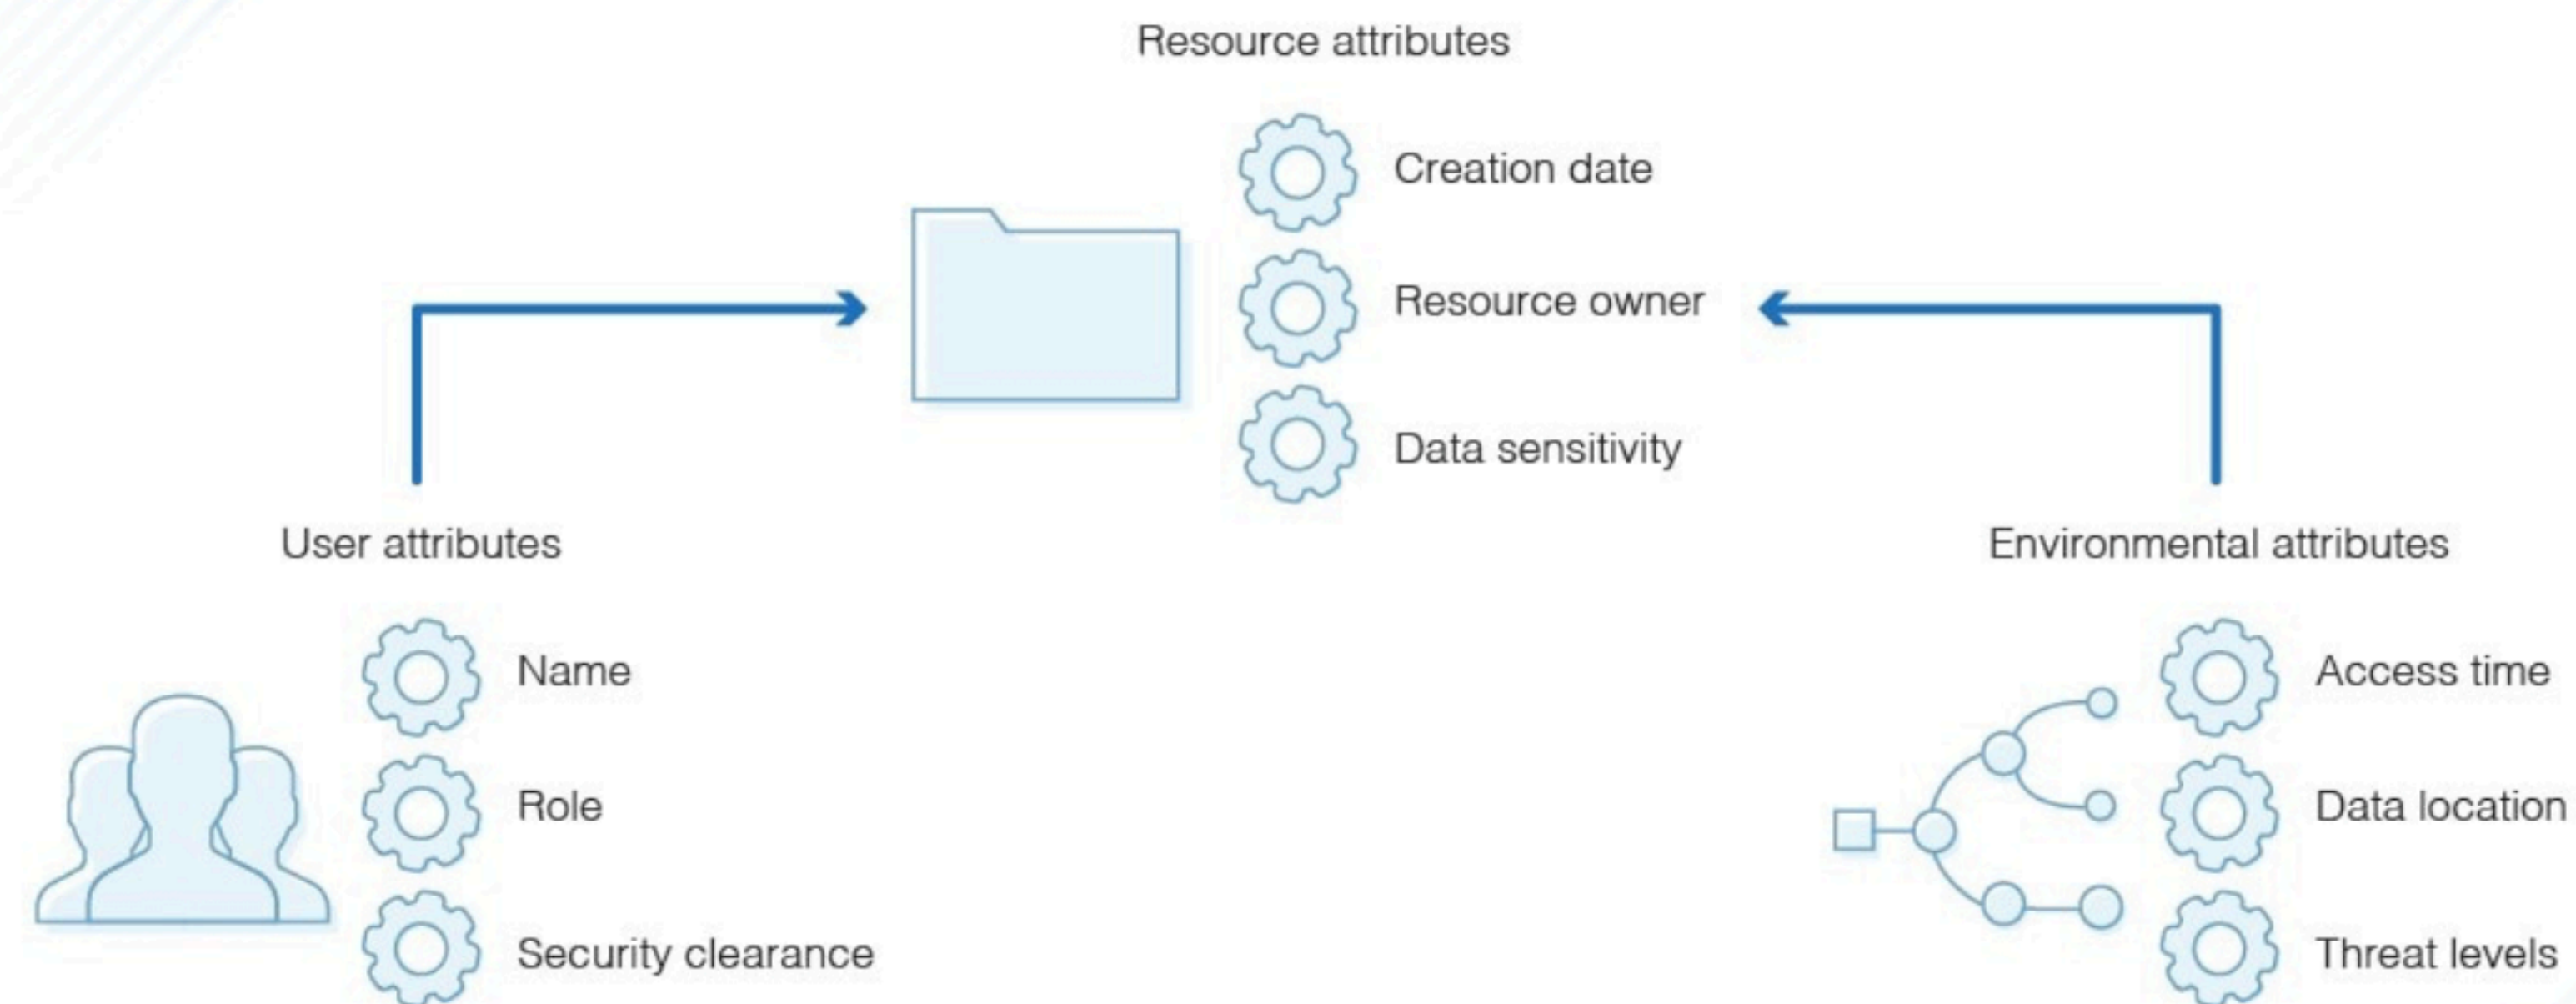 Resource attributes
Creation date
Resource owner
Data sensitivity
User attributes
Name
Role
Security clearance
Environmental attributes
Access time
Data location
Threat levels